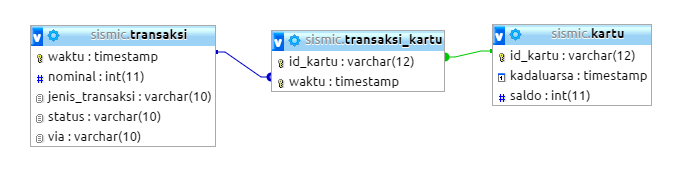 sismic.transaksi
waktu : timestamp
nominal : int(11)
jenis_transaksi : varchar(10)
status : varchar(10)
via : varchar(10)
sismic.transaksi_kartu
id_kartu : varchar(12)
waktu : timestamp
sismic.kartu
id_kartu : varchar(12)
kadaluarsa : timestamp
saldo : int(11)